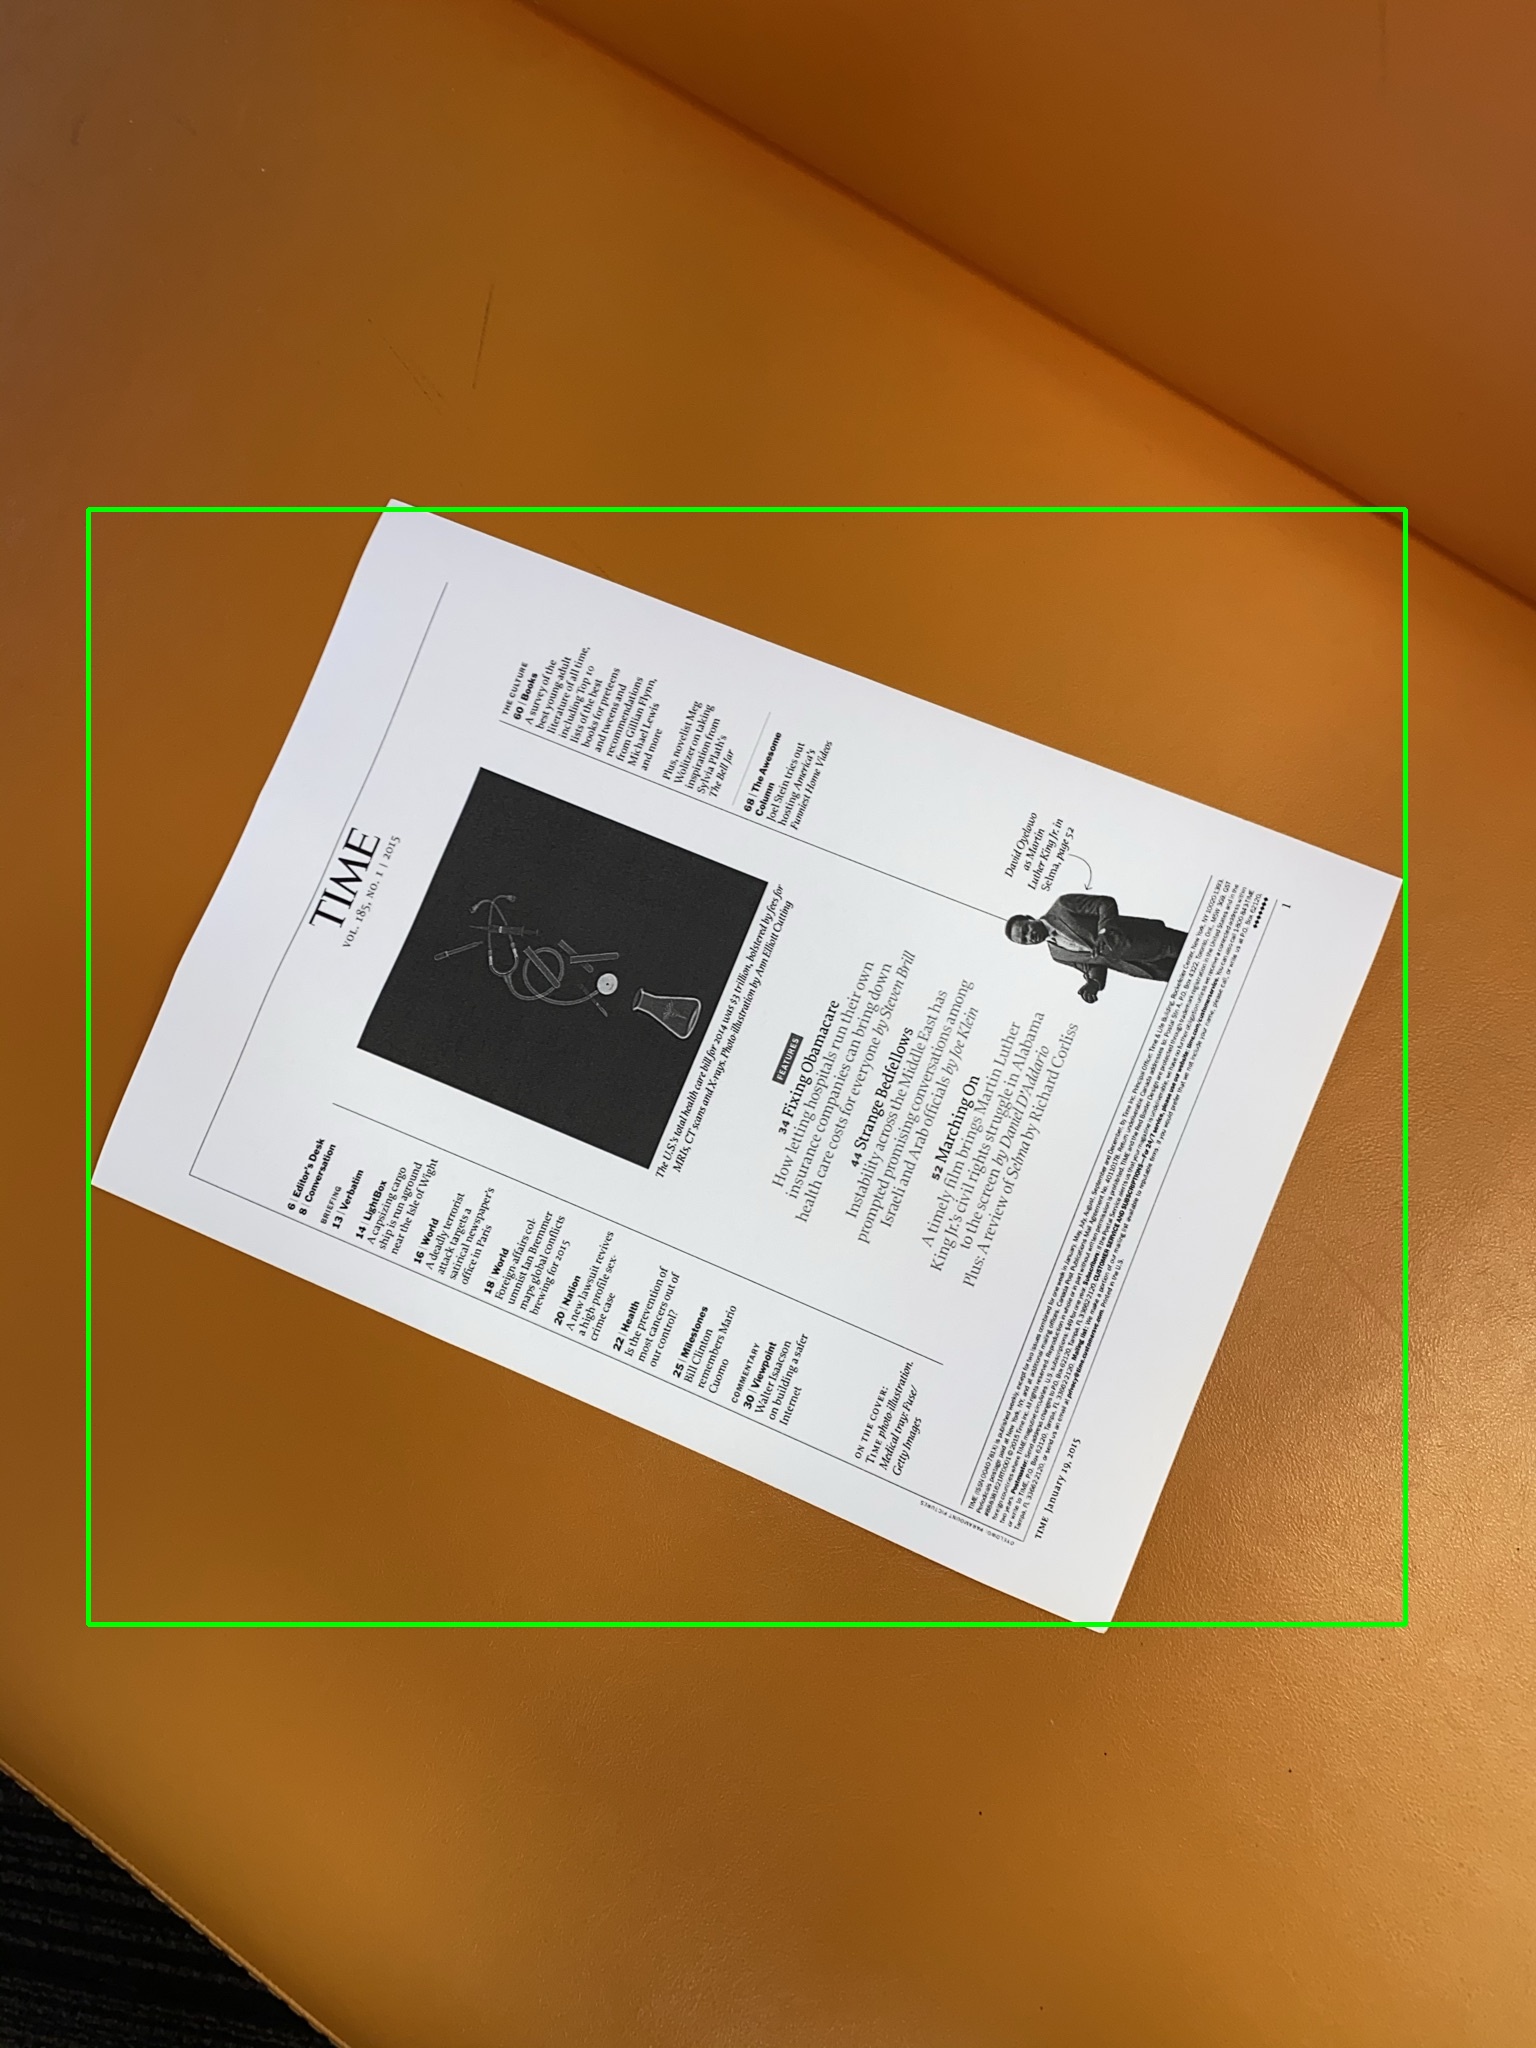 TIME
VOL. 185, NO. 1 | 2015
6 | Editor's Desk
8 | Conversation
BRIEFING
13 | Verbatim
14 | LightBox
A capsizing cargo
ship is run aground
near the Isle of Wight
16 | World
A deadly terrorist
attack targets a
satirical newspaper's
office in Paris
18 | World
Foreign-affairs col-
umnist Ian Bremmer
maps global conflicts
brewing for 2015
20 | Nation
A new lawsuit revives
a high-profile sex-
crime case
22 | Health
Is the prevention of
most cancers out of
our control?
25 | Milestones
Bill Clinton
remembers Mario
Cuomo
COMMENTARY
30 | Viewpoint
Walter Isaacson
on building a safer
Internet
ON THE COVER:
TIME photo-illustration.
Medical tray: Fuse/
Getty Images
The U.S.'s total health care bill for 2014 was $3 trillion, bolstered by fees for
MRIs, CT scans and X-rays. Photo-illustration by Ann Elliott Cutting
FEATURES
34 Fixing Obamacare
How letting hospitals run their own
insurance companies can bring down
health care costs for everyone by Steven Brill
44 Strange Bedfellows
Instability across the Middle East has
prompted promising conversations among
Israeli and Arab officials by Joe Klein
52 Marching On
A timely film brings Martin Luther
King Jr.'s civil rights struggle in Alabama
to the screen by Daniel D'Addario
Plus: A review of Selma by Richard Corliss
THE CULTURE
60 | Books
A survey of the
best young adult
literature of all time,
including Top 10
lists of the best
books for preteens
and tweens and
recommendations
from Gillian Flynn,
Michael Lewis
and more
Plus, novelist Meg
Wolitzer on taking
inspiration from
Sylvia Plath's
The Bell Jar
68 | The Awesome
Column
Joel Stein tries out
hosting America's
Funniest Home Videos
David Oyelowo
as Martin
Luther King Jr. in
Selma, page 52
OYELOWO: PARAMOUNT PICTURES
TIME January 19, 2015
1